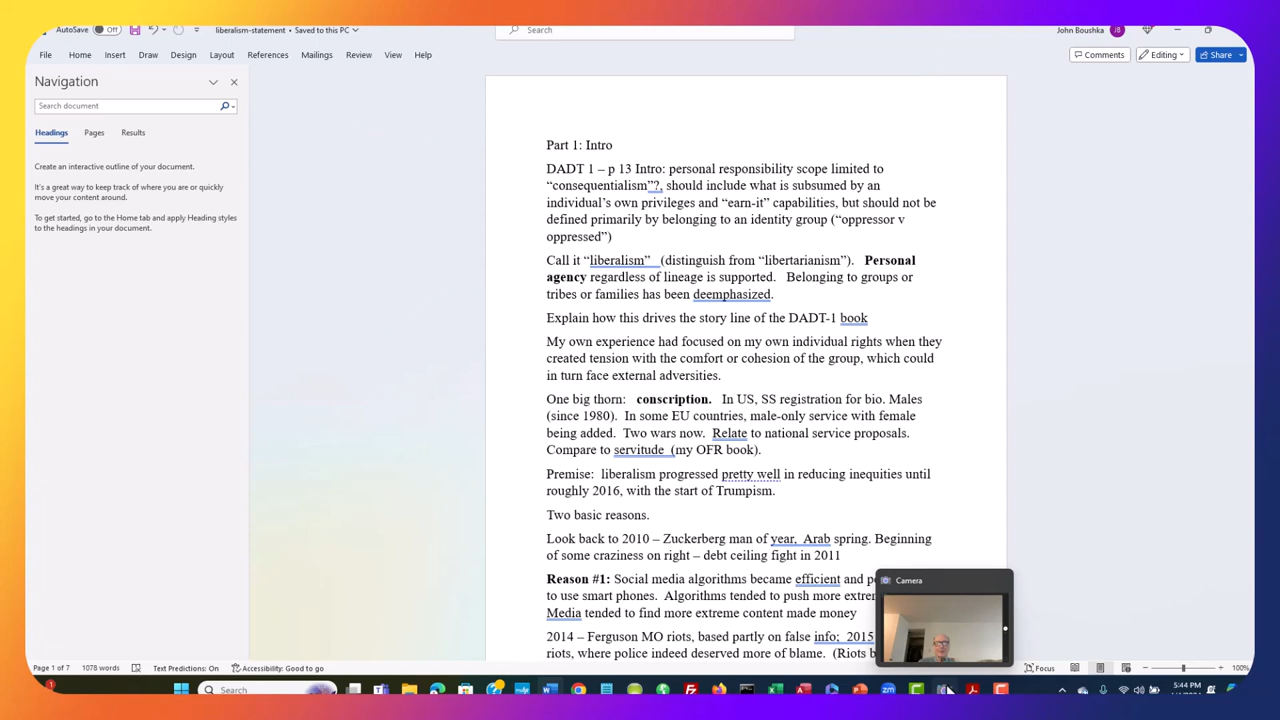 AutoSave Off liberalism-statement • Saved to this PC Search John Boushka JB
File Home Insert Draw Design Layout References Mailings Review View Help Comments Editing Share
Navigation
Search document
Headings Pages Results
Create an interactive outline of your document.
It's a great way to keep track of where you are or quickly
move your content around.
To get started, go to the Home tab and apply Heading styles
to the headings in your document.
Part 1: Intro
DADT 1 – p 13 Intro: personal responsibility scope limited to
“consequentialism”?, should include what is subsumed by an
individual’s own privileges and “earn-it” capabilities, but should not be
defined primarily by belonging to an identity group (“oppressor v
oppressed”)
Call it “liberalism” (distinguish from “libertarianism”). Personal
agency regardless of lineage is supported. Belonging to groups or
tribes or families has been deemphasized.
Explain how this drives the story line of the DADT-1 book
My own experience had focused on my own individual rights when they
created tension with the comfort or cohesion of the group, which could
in turn face external adversities.
One big thorn: conscription. In US, SS registration for bio. Males
(since 1980). In some EU countries, male-only service with female
being added. Two wars now. Relate to national service proposals.
Compare to servitude (my OFR book).
Premise: liberalism progressed pretty well in reducing inequities until
roughly 2016, with the start of Trumpism.
Two basic reasons.
Look back to 2010 – Zuckerberg man of year, Arab spring. Beginning
of some craziness on right – debt ceiling fight in 2011
Reason #1: Social media algorithms became efficient and
to use smart phones. Algorithms tended to push more
Media tended to find more extreme content made money
2014 – Ferguson MO riots, based partly on false info; 2015
riots, where police indeed deserved more of blame. (Riots
Camera
Page 1 of 7 1078 words Text Predictions: On Accessibility: Good to go Focus 100%
1 Search 5:44 PM